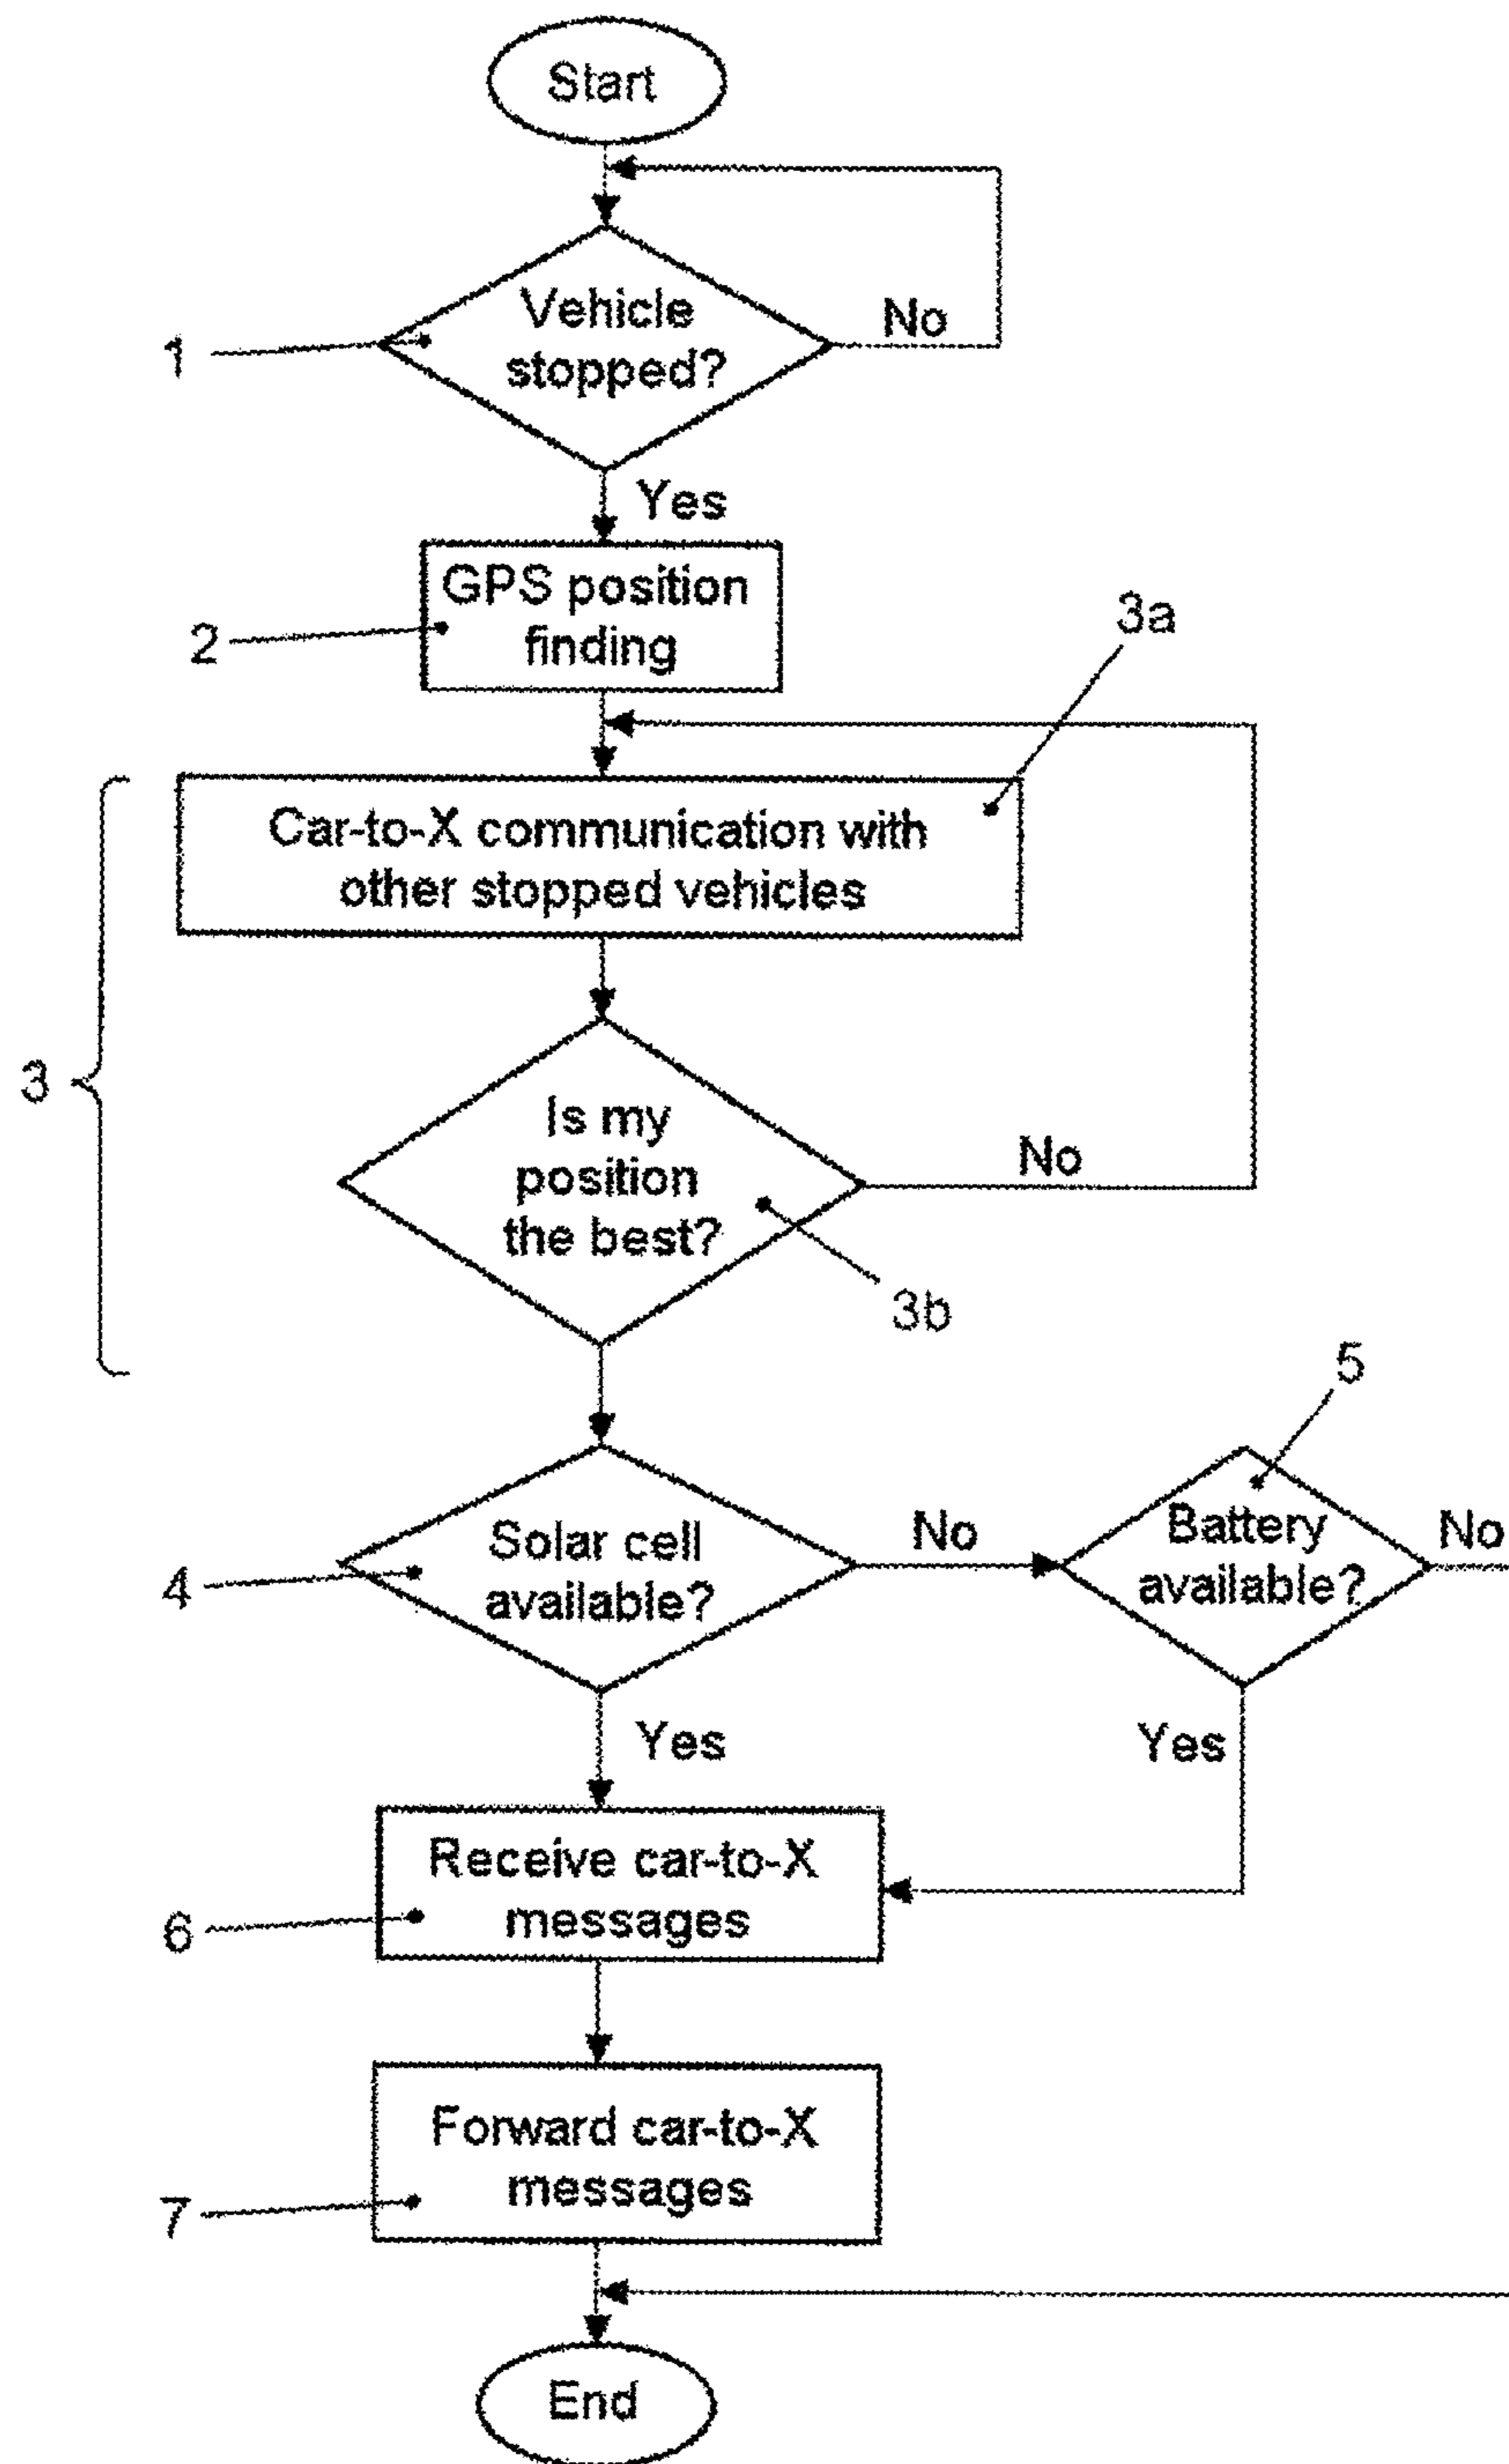 Start
Vehicle
stopped?
No
1
Yes
GPS position
finding
2
3a
Car-to-X communication with
other stopped vehicles
3
Is my
position
the best?
No
3b
5
Solar cell
available?
No
Battery
available?
No
4
Yes
Yes
Receive car-to-X
messages
6
Forward car-to-X
messages
7
End